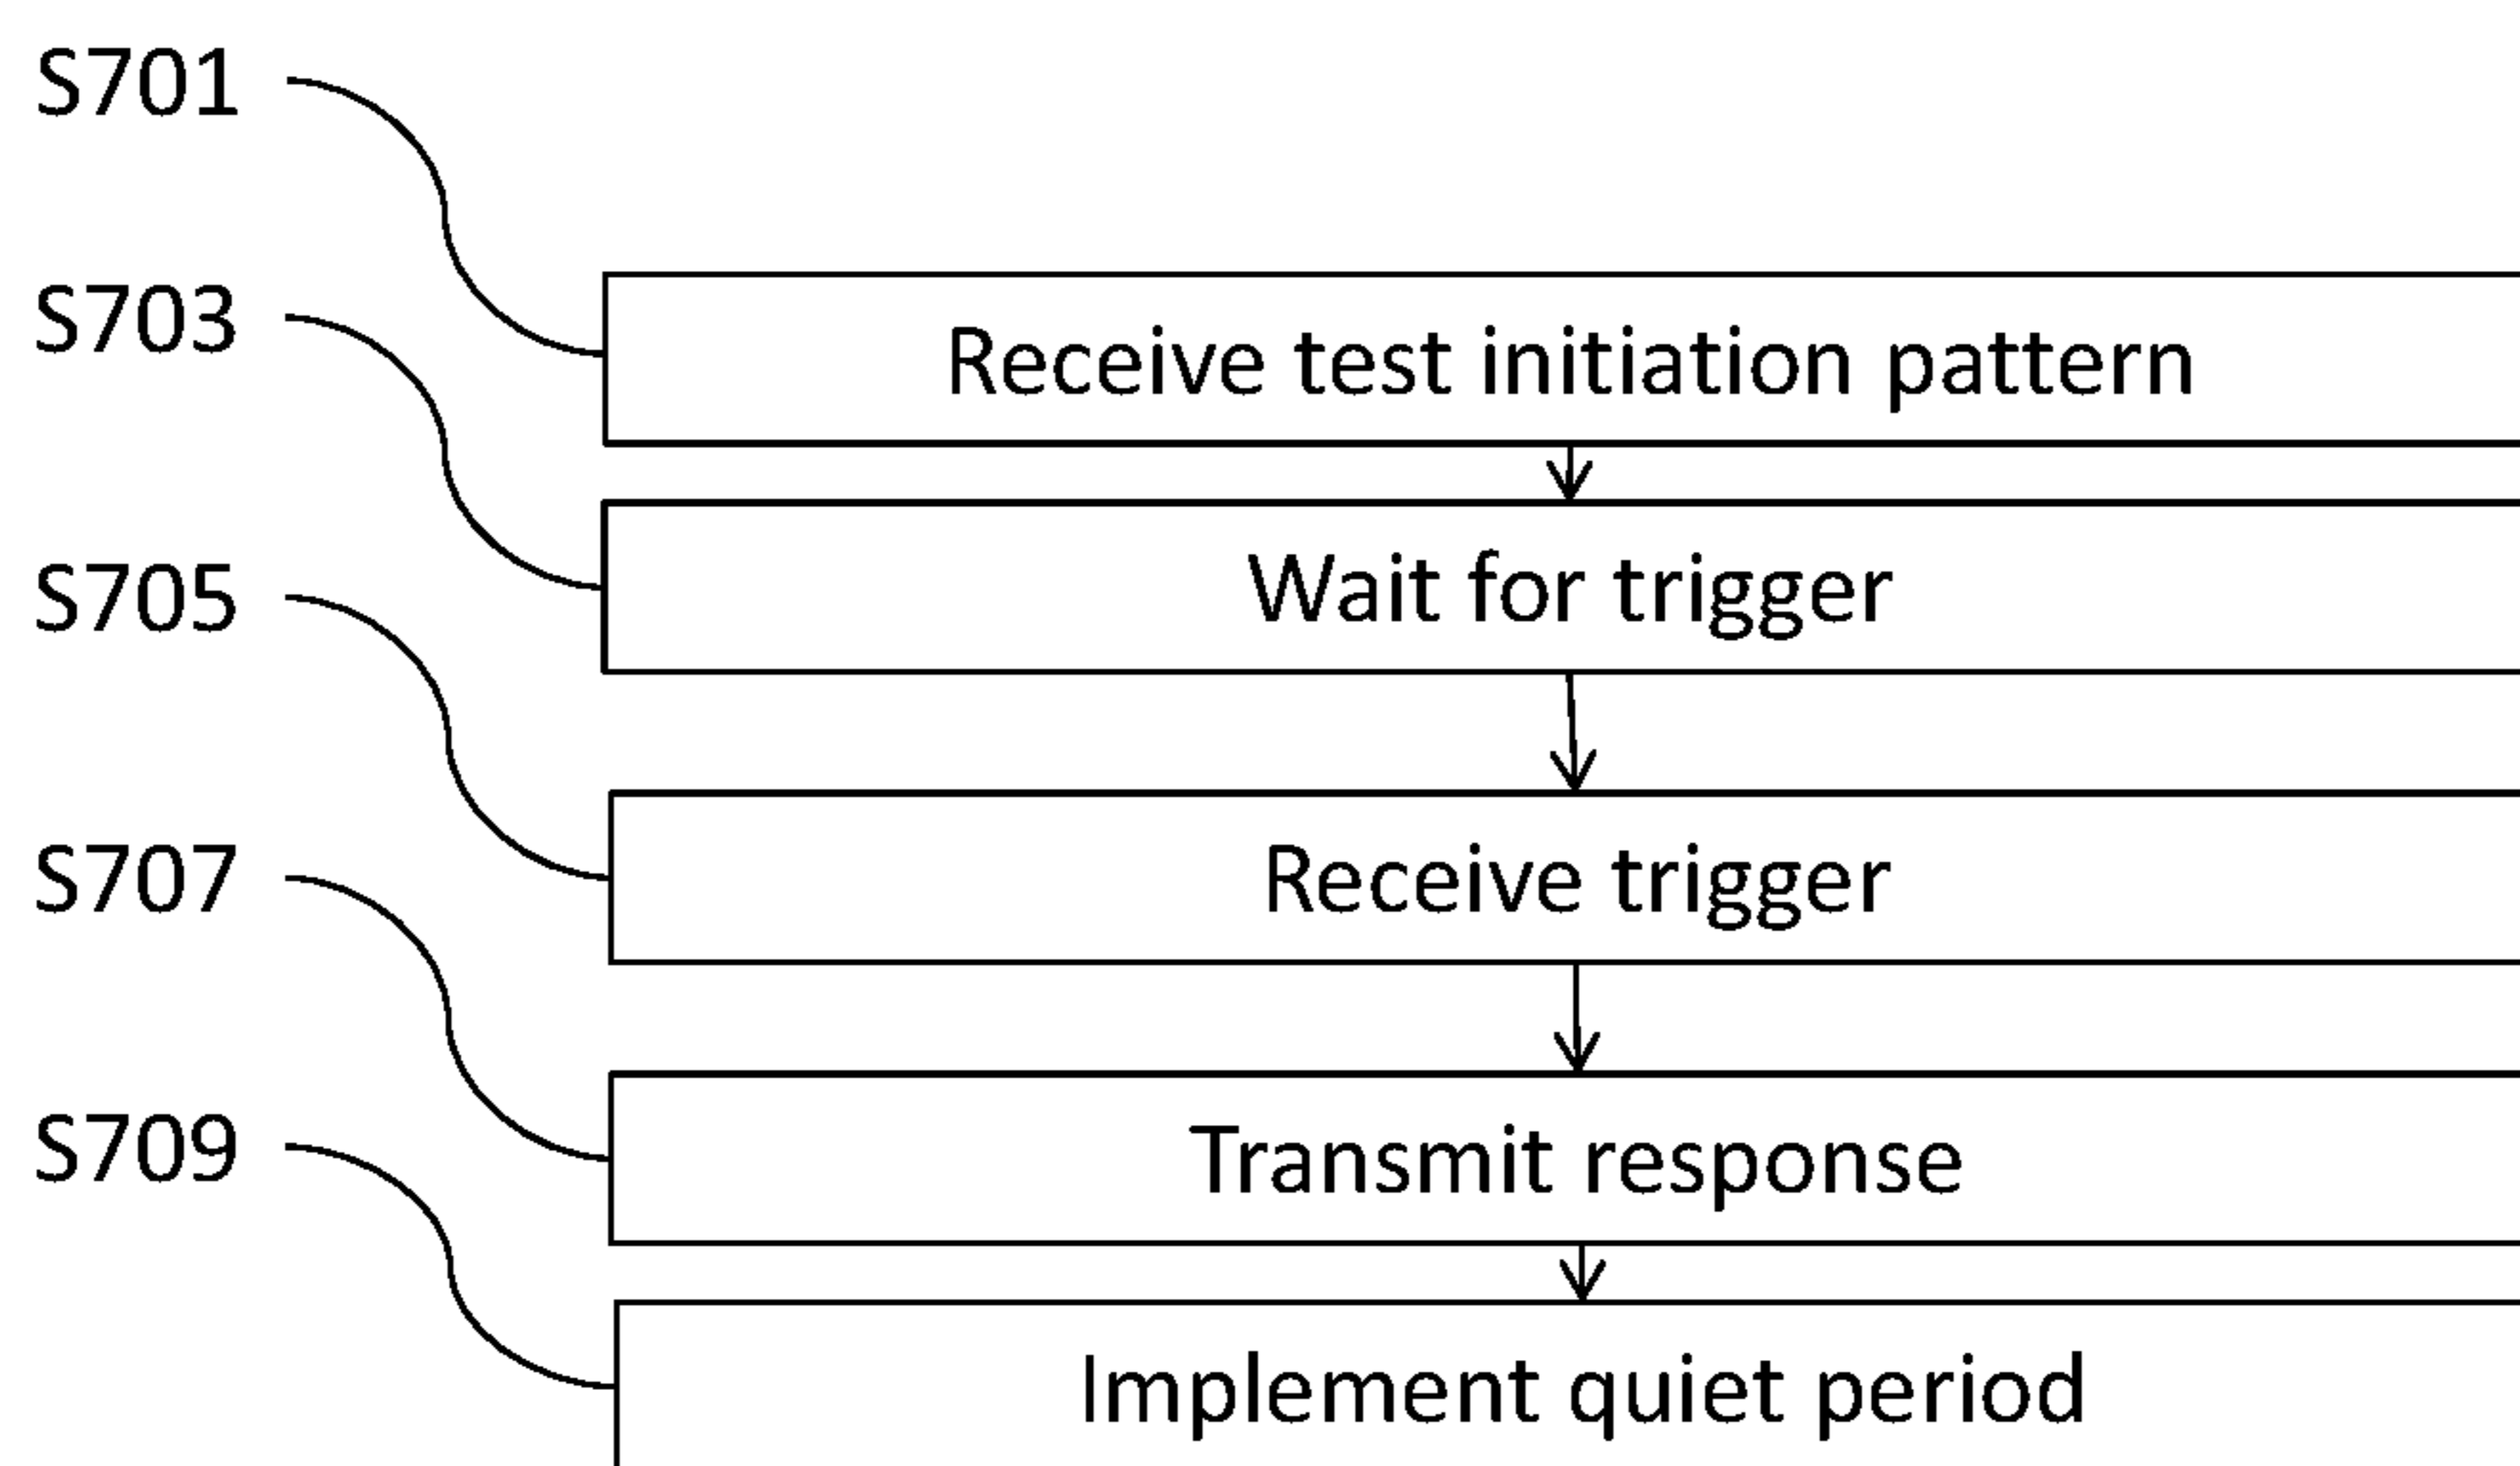 S701
Receive test initiation pattern
S703
Wait for trigger
S705
Receive trigger
S707
Transmit response
S709
Implement quiet period